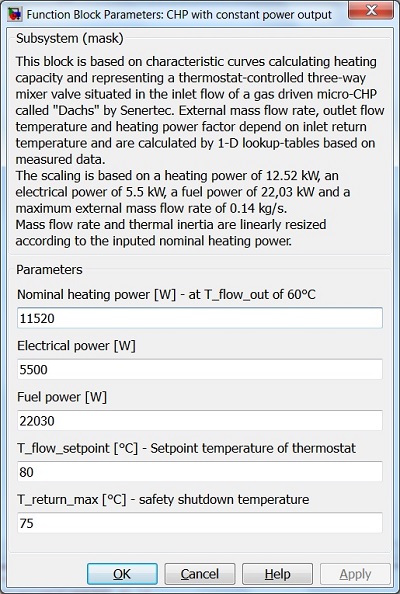 Function Block Parameters: CHP with constant power output
Subsystem (mask)
This block is based on characteristic curves calculating heating
capacity and representing a thermostat-controlled three-way
mixer valve situated in the inlet flow of a gas driven micro-CHP
called "Dachs" by Senertec. External mass flow rate, outlet flow
temperature and heating power factor depend on inlet return
temperature and are calculated by 1-D lookup-tables based on
measured data.
The scaling is based on a heating power of 12.52 kW, an
electrical power of 5.5 kW, a fuel power of 22,03 kW and a
maximum external mass flow rate of 0.14 kg/s.
Mass flow rate and thermal inertia are linearly resized
according to the inputed nominal heating power.
Parameters
Nominal heating power [W] - at T_flow_out of 60°C
11520
Electrical power [W]
5500
Fuel power [W]
22030
T_flow_setpoint [°C] - Setpoint temperature of thermostat
80
T_return_max [°C] - safety shutdown temperature
75
OK Cancel Help Apply